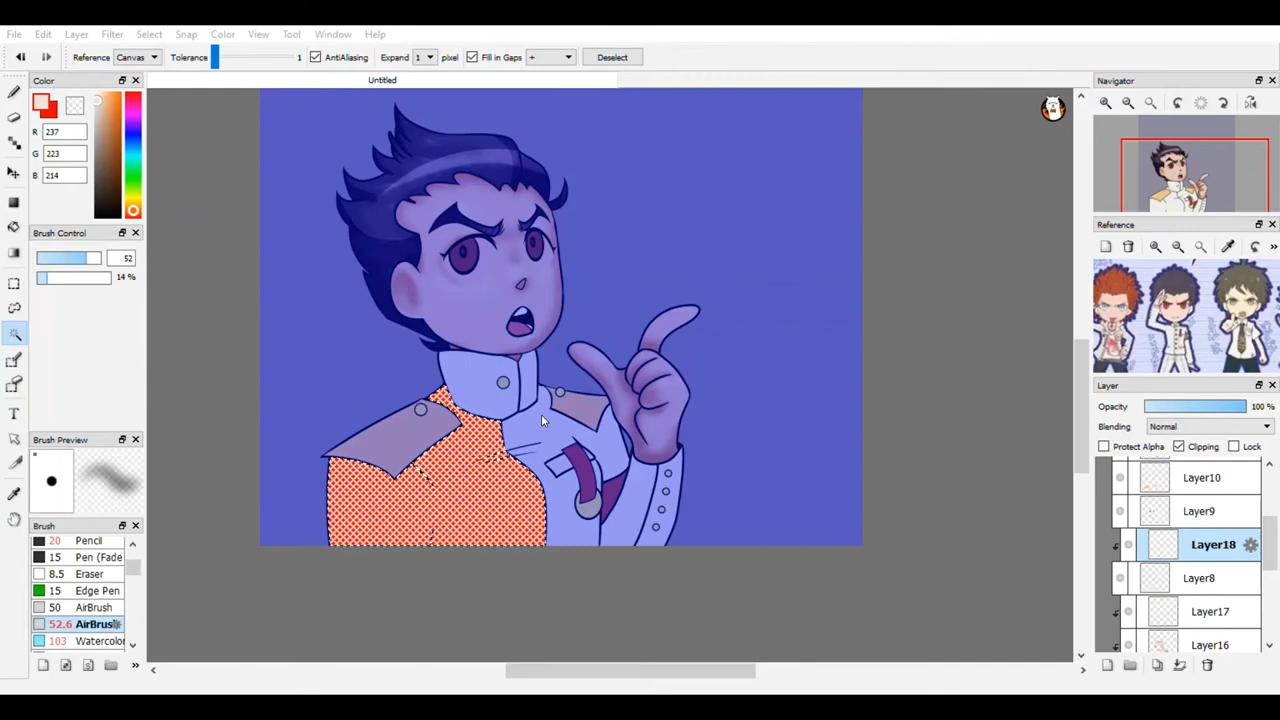 File Edit Layer Filter Select Snap Color View Tool Window Help
Reference Canvas Tolerance 1 AntiAliasing Expand 1 pixel Fill in Gaps + Deselect
Untitled
Color
R 237
G 223
B 214
Brush Control
52
14 %
Brush Preview
Brush
20 Pencil
15 Pen (Fade
8.5 Eraser
15 Edge Pen
50 AirBrush
52.6 AirBrush
103 Watercolor
Navigator
Reference
Layer
Opacity 100 %
Blending Normal
Protect Alpha Clipping Lock
Layer10
Layer9
Layer18
Layer8
Layer17
Layer16